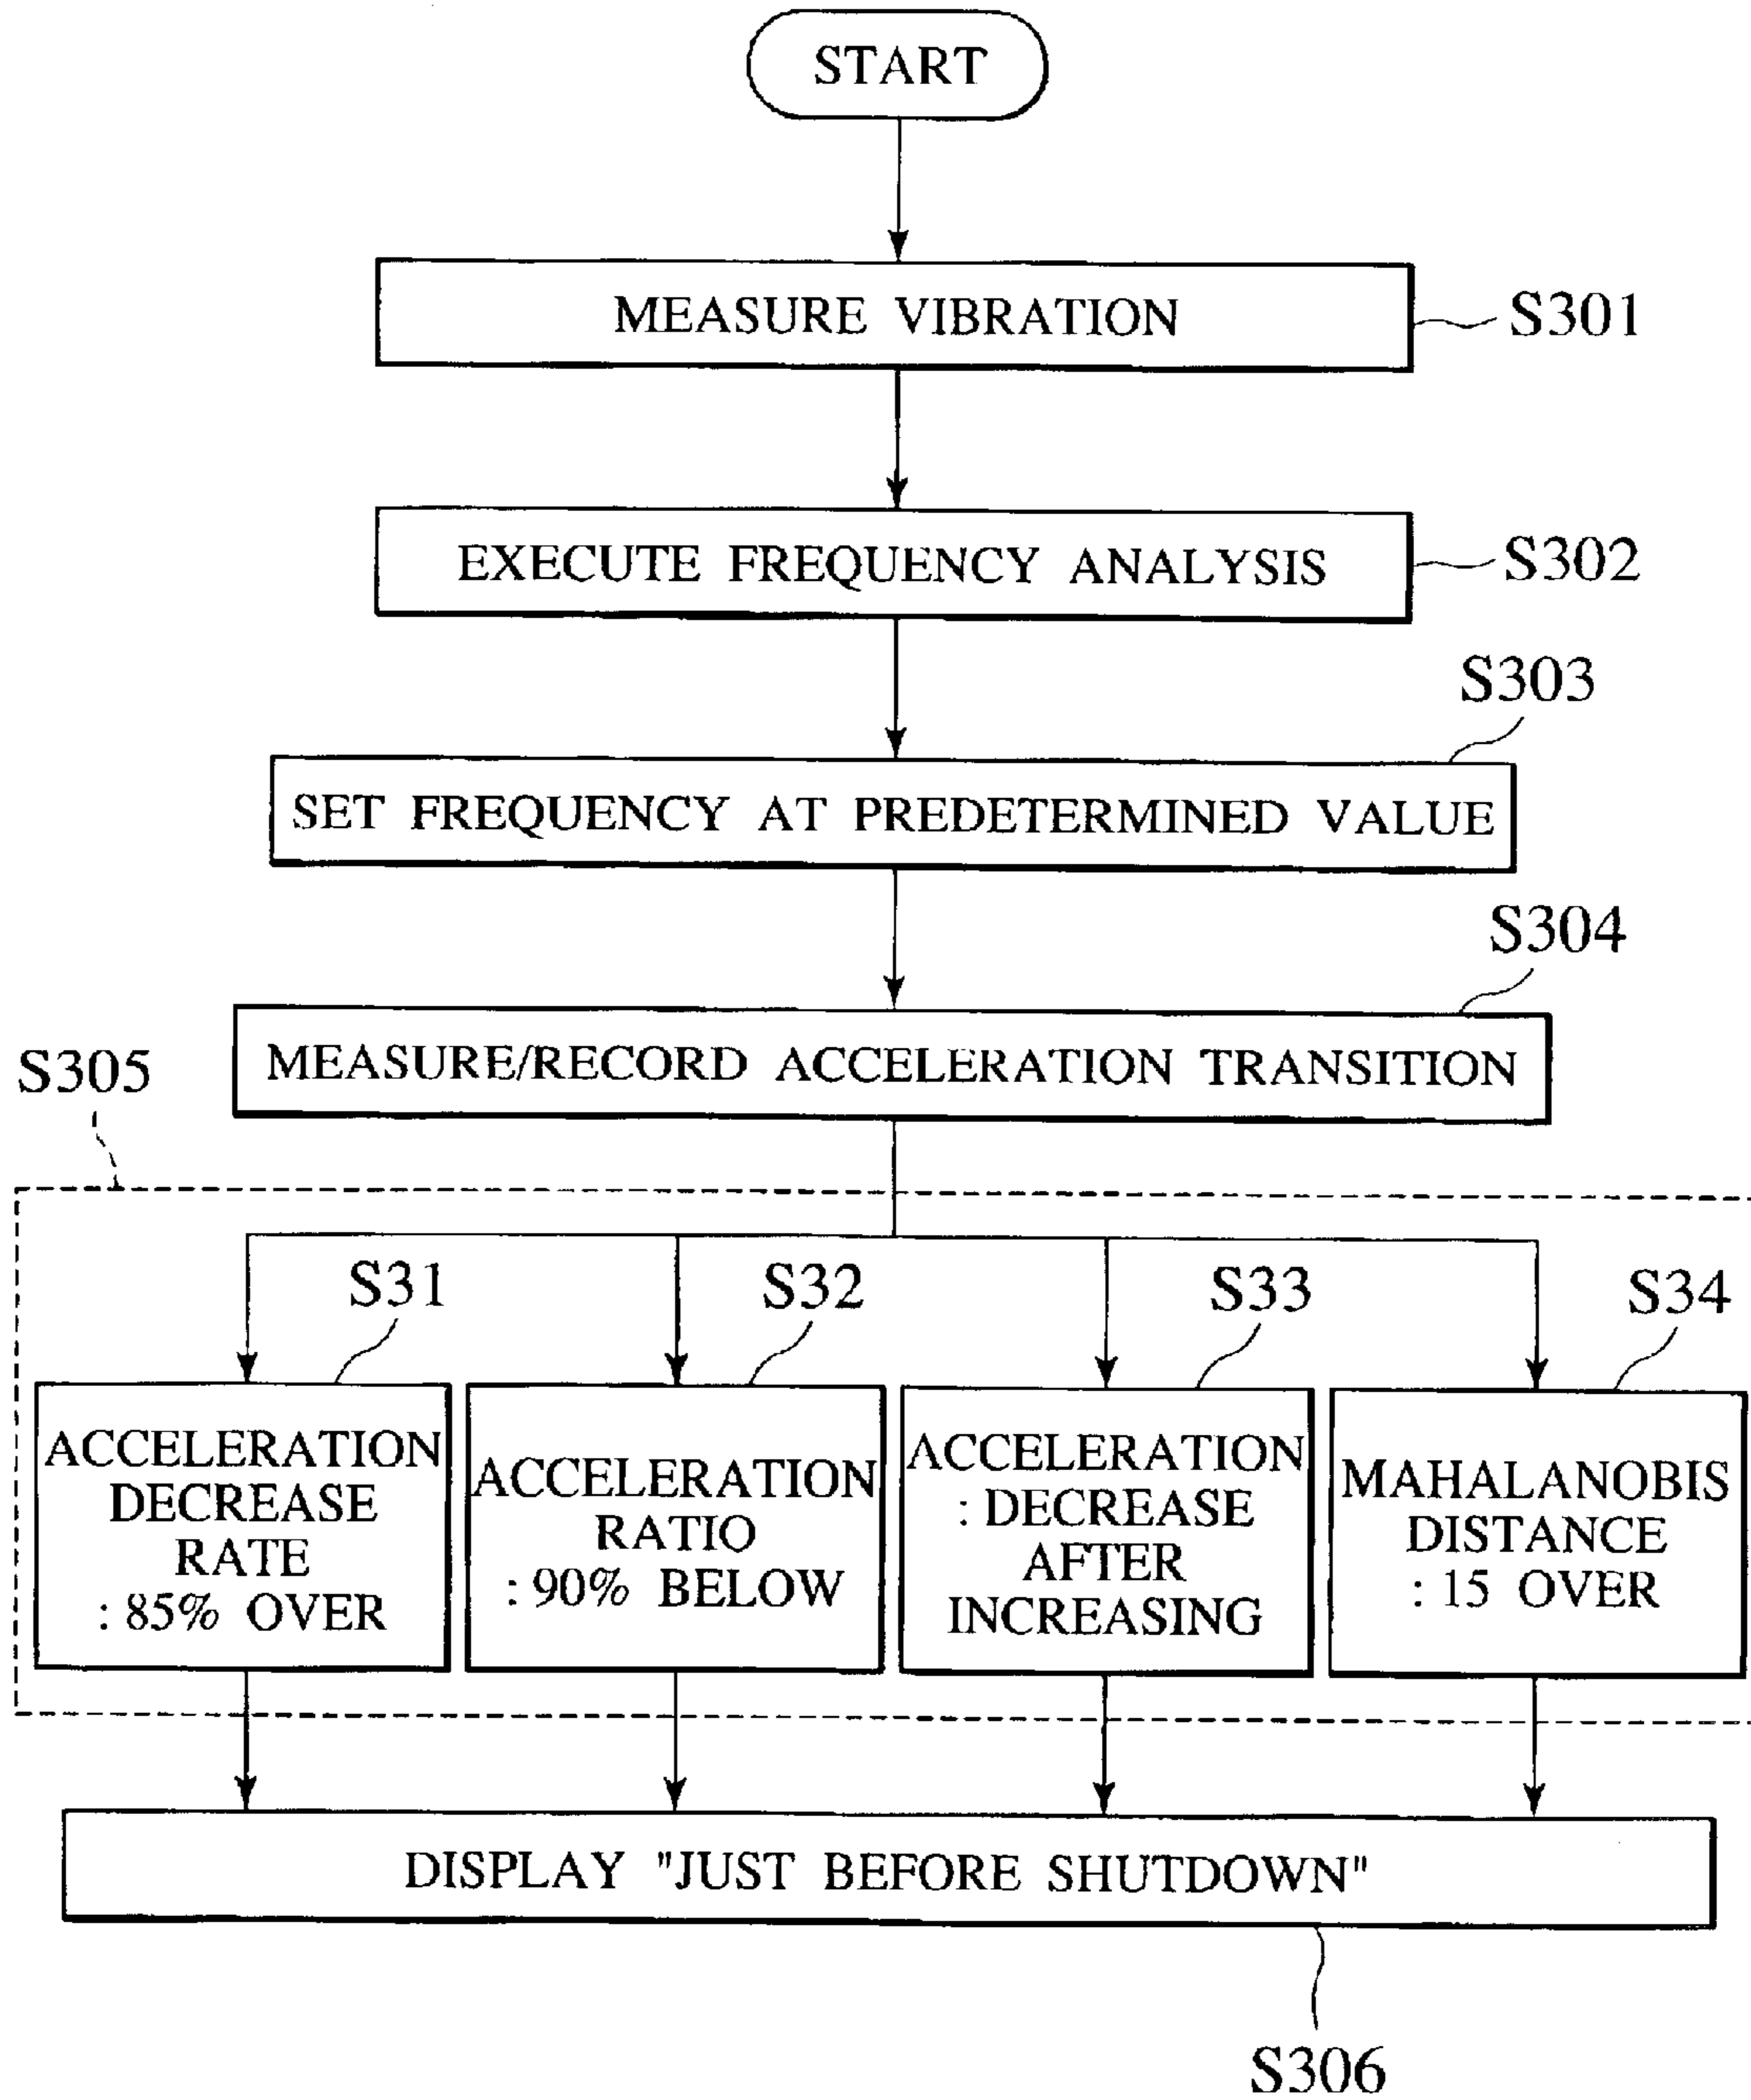 START
MEASURE VIBRATION
S301
EXECUTE FREQUENCY ANALYSIS
S302
S303
SET FREQUENCY AT PREDETERMINED VALUE
S304
MEASURE/RECORD ACCELERATION TRANSITION
S305
S31
ACCELERATION
DECREASE
RATE
: 85% OVER
S32
ACCELERATION
RATIO
: 90% BELOW
S33
ACCELERATION
: DECREASE
AFTER
INCREASING
S34
MAHALANOBIS
DISTANCE
: 15 OVER
DISPLAY "JUST BEFORE SHUTDOWN"
S306